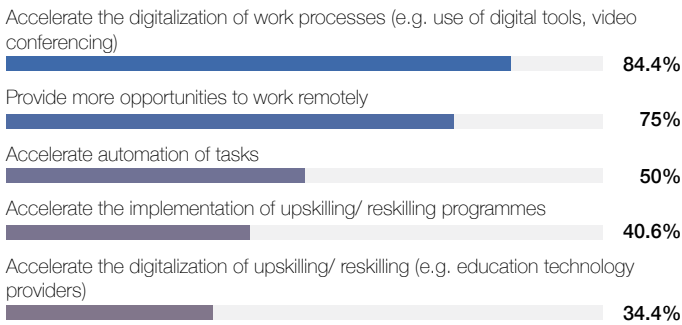 Accelerate the digitalization of work processes (e.g. use of digital tools, video
conferencing)
84.4%
Provide more opportunities to work remotely
75%
Accelerate automation of tasks
50%
Accelerate the implementation of upskilling/ reskilling programmes
40.6%
Accelerate the digitalization of upskilling/ reskilling (e.g. education technology
providers)
34.4%